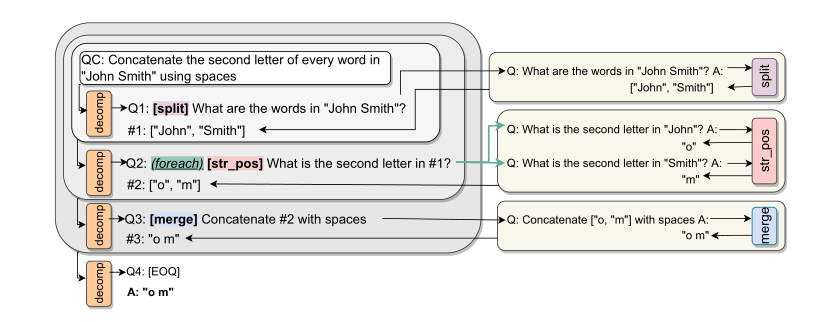 QC: Concatenate the second letter of every word in
"John Smith" using spaces
decomp
Q1: [split] What are the words in "John Smith"?
#1: ["John", "Smith"]
Q: What are the words in "John Smith"? A:
["John", "Smith"]
split
decomp
Q2: (foreach) [str_pos] What is the second letter in #1?
#2: ["o", "m"]
Q: What is the second letter in "John"? A:
"o"
Q: What is the second letter in "Smith"? A:
"m"
str_pos
decomp
Q3: [merge] Concatenate #2 with spaces
#3: "o m"
Q: Concatenate ["o, "m"] with spaces A:
"o m"
merge
decomp
Q4: [EOQ]
A: "o m"